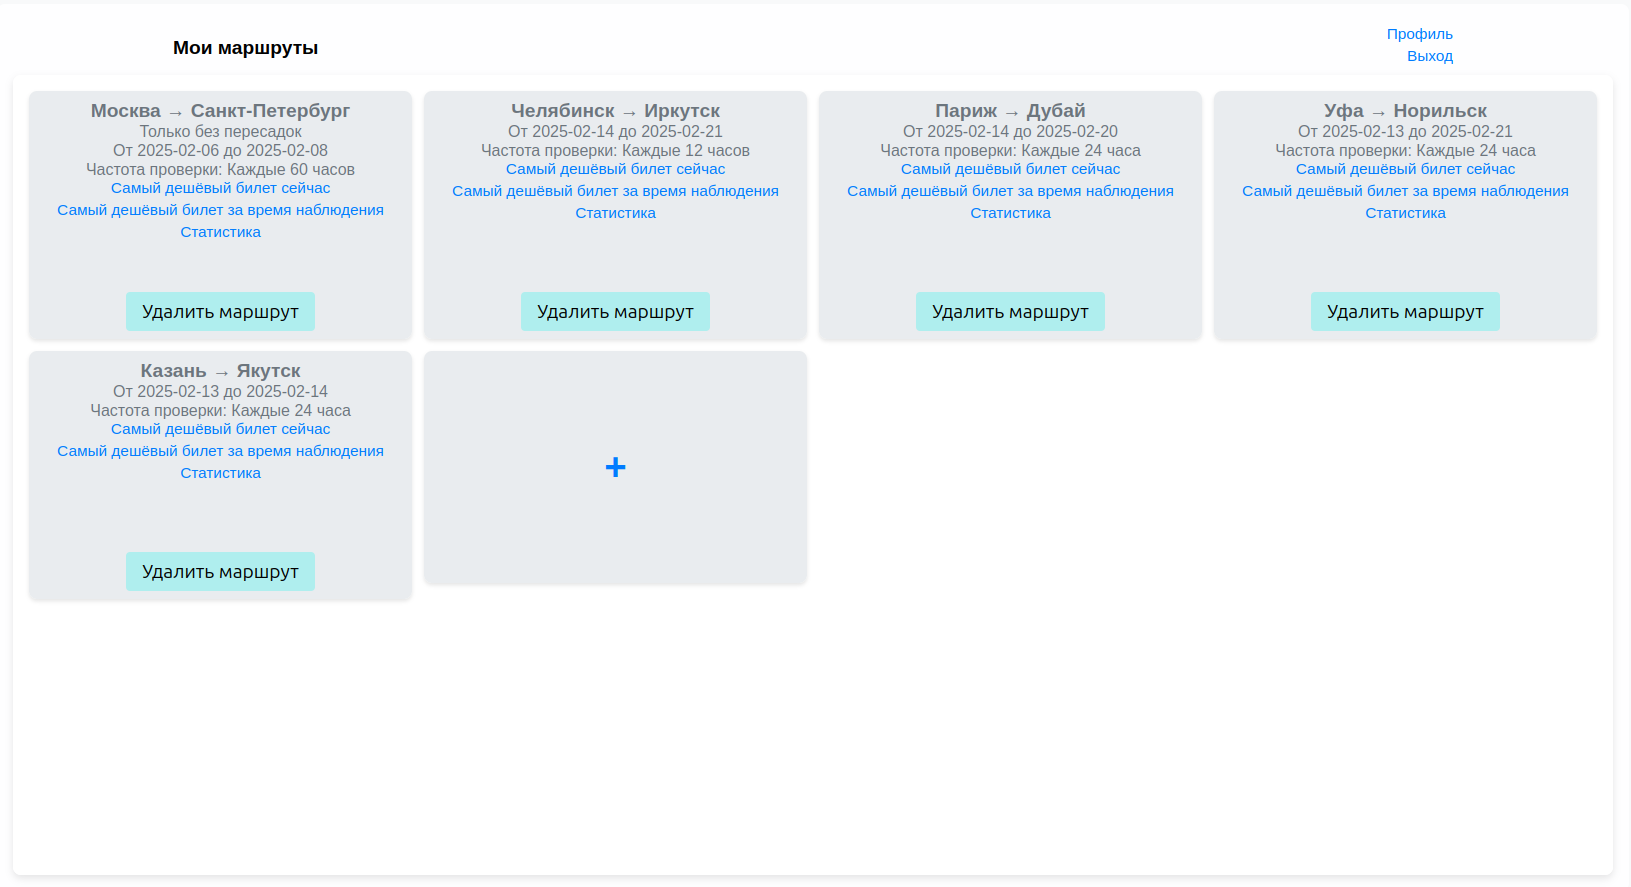 Мои маршруты
Профиль
Выход
Москва → Санкт-Петербург
Только без пересадок
От 2025-02-06 до 2025-02-08
Частота проверки: Каждые 60 часов
Самый дешёвый билет сейчас
Самый дешёвый билет за время наблюдения
Статистика
Удалить маршрут
Челябинск → Иркутск
От 2025-02-14 до 2025-02-21
Частота проверки: Каждые 12 часов
Самый дешёвый билет сейчас
Самый дешёвый билет за время наблюдения
Статистика
Удалить маршрут
Париж → Дубай
От 2025-02-14 до 2025-02-20
Частота проверки: Каждые 24 часа
Самый дешёвый билет сейчас
Самый дешёвый билет за время наблюдения
Статистика
Удалить маршрут
Уфа → Норильск
От 2025-02-13 до 2025-02-21
Частота проверки: Каждые 24 часа
Самый дешёвый билет сейчас
Самый дешёвый билет за время наблюдения
Статистика
Удалить маршрут
Казань → Якутск
От 2025-02-13 до 2025-02-14
Частота проверки: Каждые 24 часа
Самый дешёвый билет сейчас
Самый дешёвый билет за время наблюдения
Статистика
Удалить маршрут
+